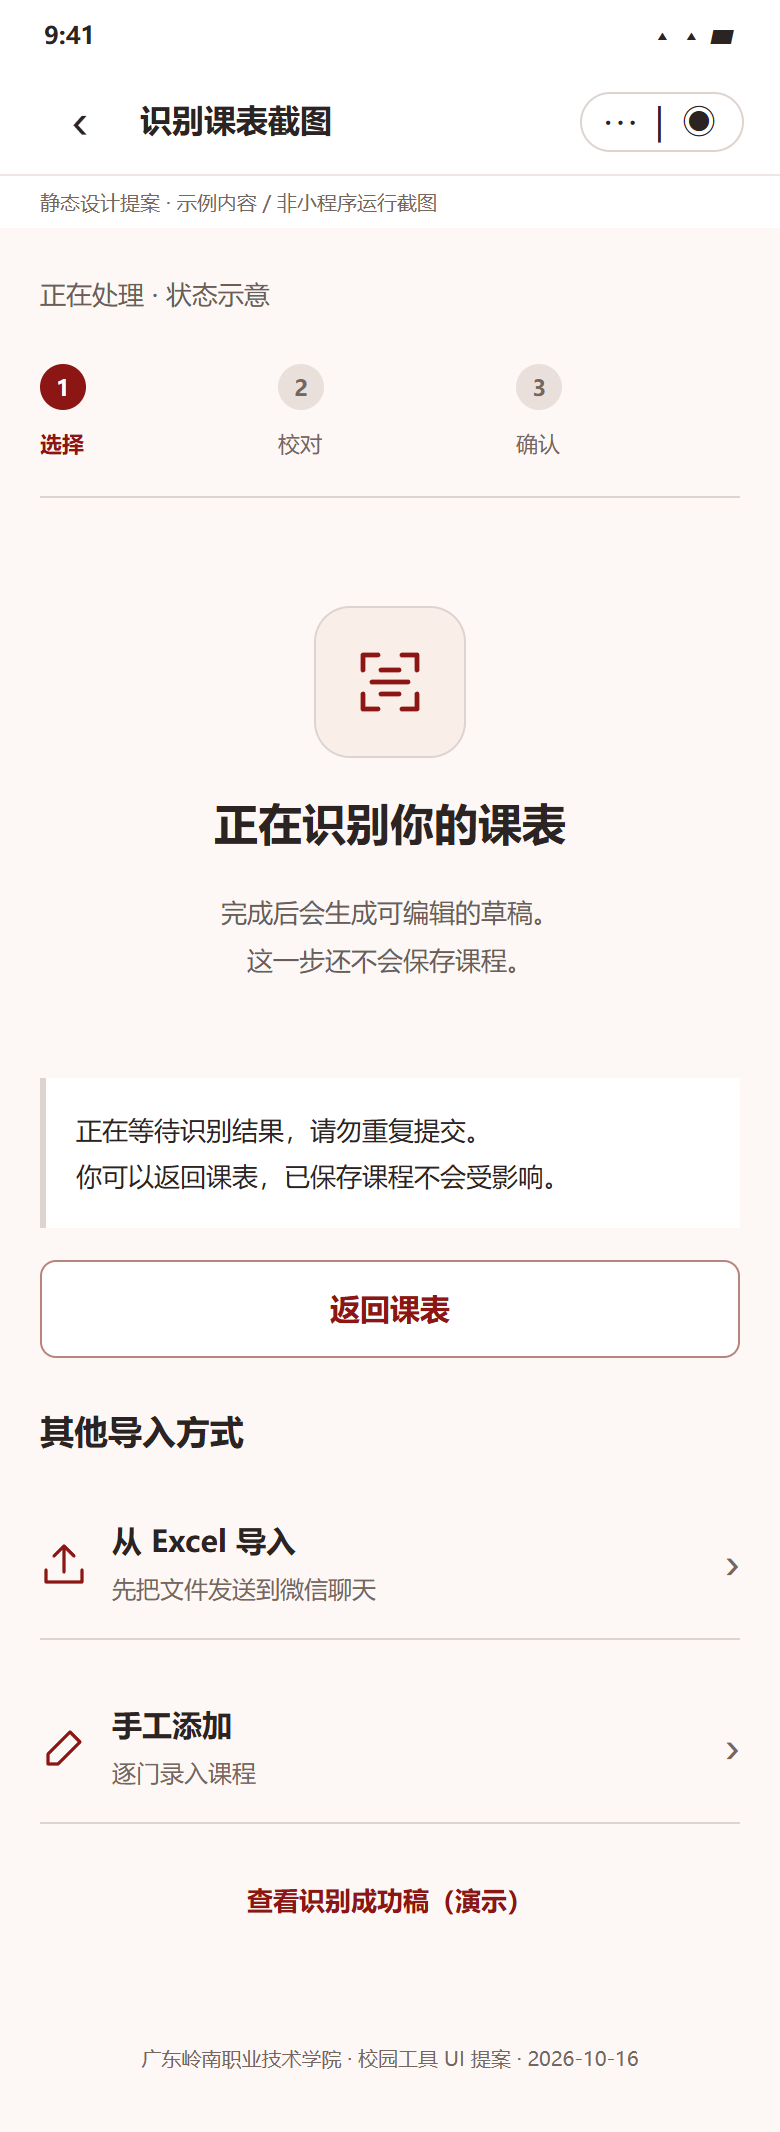 9:41
识别课表截图
静态设计提案 · 示例内容 / 非小程序运行截图
正在处理 · 状态示意
1 2 3
选择 校对 确认
正在识别你的课表
完成后会生成可编辑的草稿。
这一步还不会保存课程。
正在等待识别结果，请勿重复提交。
你可以返回课表，已保存课程不会受影响。
返回课表
其他导入方式
从 Excel 导入
先把文件发送到微信聊天
手工添加
逐门录入课程
查看识别成功稿（演示）
广东岭南职业技术学院 · 校园工具 UI 提案 · 2026-10-16